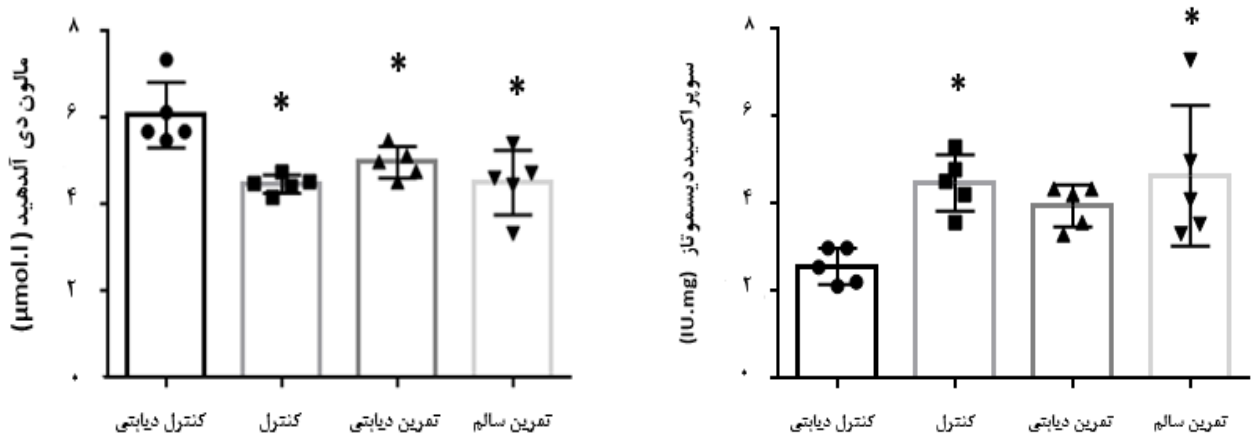 مالون دی آلدهید (µmol.l)
۸
۶
۴
۲
۰
*
*
*
کنترل دیابتی
کنترل
تمرین دیابتی
تمرین سالم
سوپراکسید دیسموتاز (IU.mg)
۸
۶
۴
۲
۰
*
*
کنترل دیابتی
کنترل
تمرین دیابتی
تمرین سالم